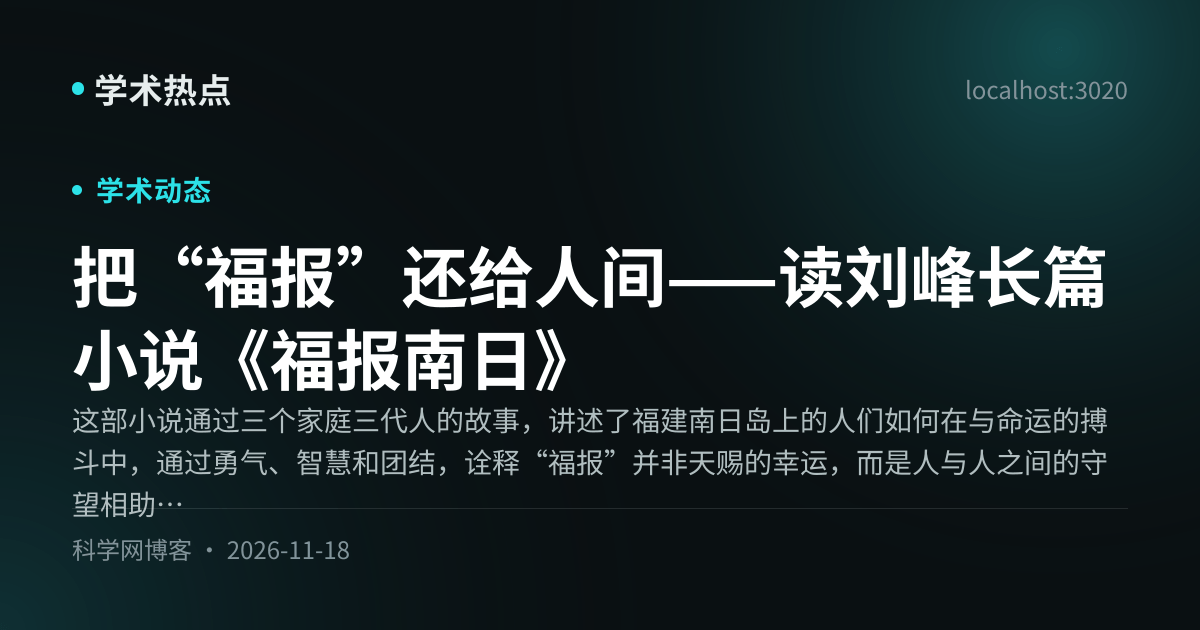 学术热点
localhost:3020
学术动态
把“福报”还给人间——读刘峰长篇
小说《福报南日》
这部小说通过三个家庭三代人的故事，讲述了福建南日岛上的人们如何在与命运的搏
斗中，通过勇气、智慧和团结，诠释“福报”并非天赐的幸运，而是人与人之间的守
望相助…
科学网博客 · 2026-11-18